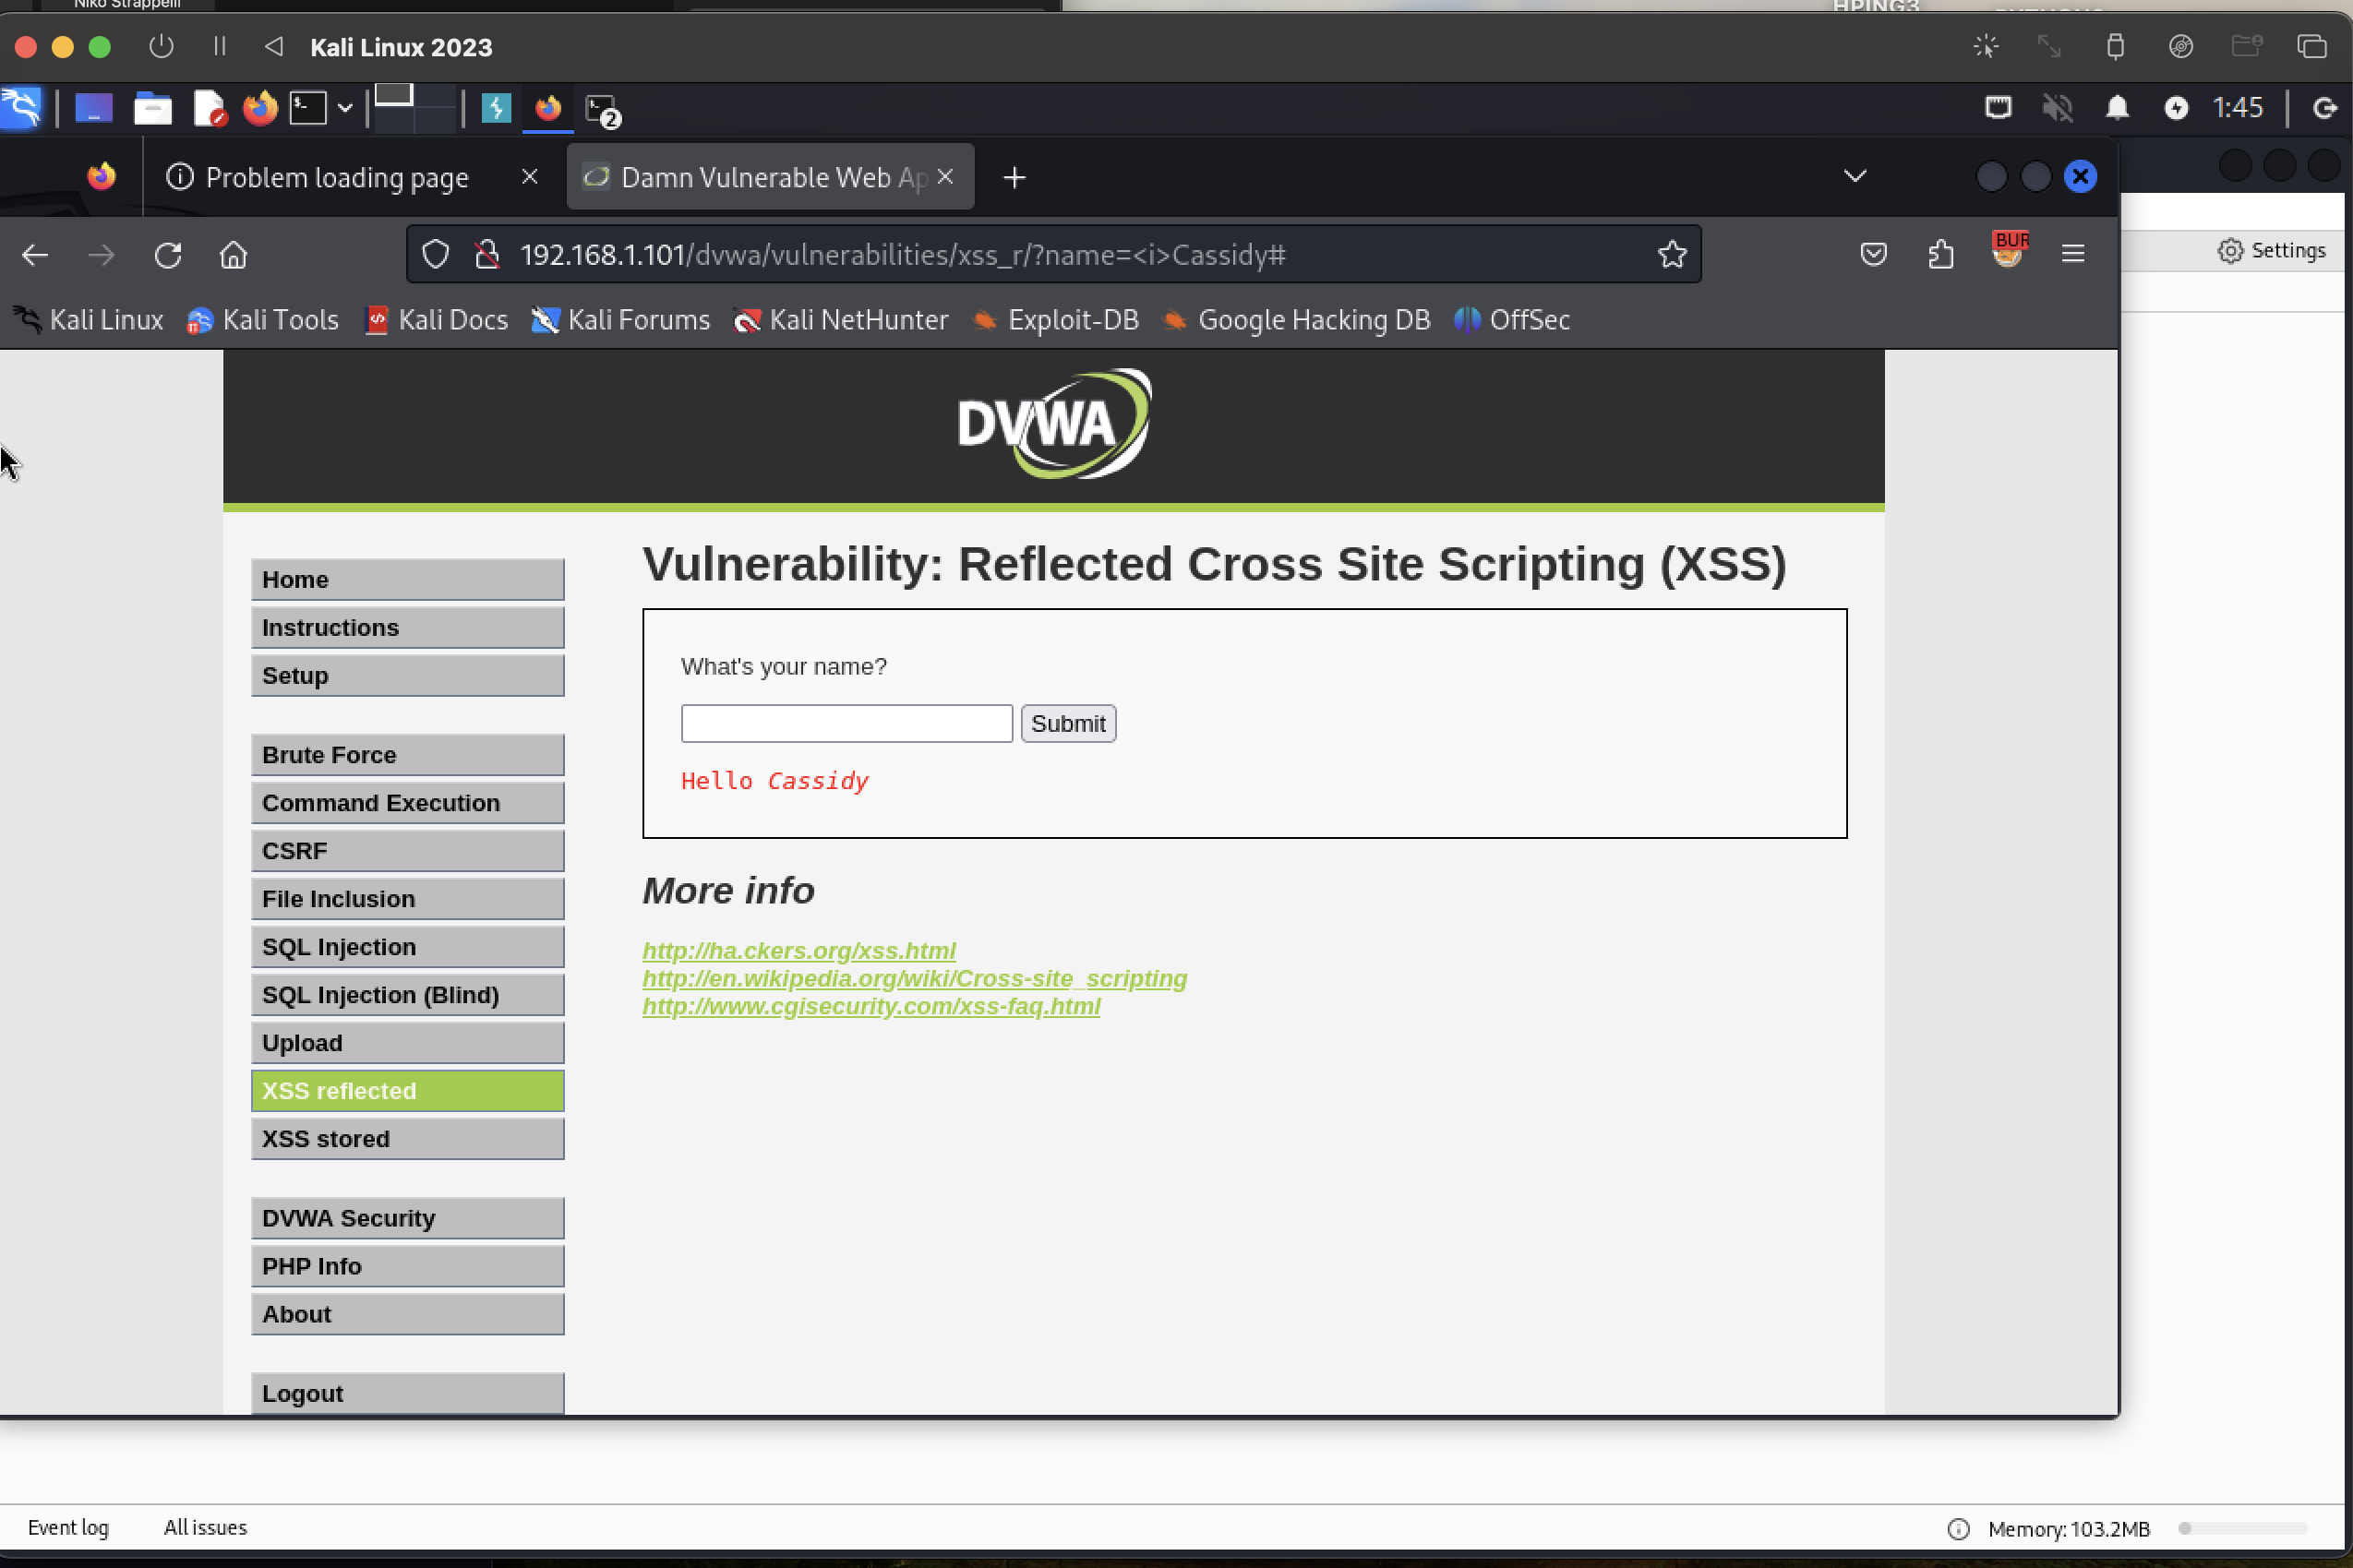 Niko Strappelli
HPING3
Kali Linux 2023
2
1:45
Problem loading page
Damn Vulnerable Web Ap
192.168.1.101/dvwa/vulnerabilities/xss_r/?name=<i>Cassidy#
BUR
Settings
Kali Linux
Kali Tools
Kali Docs
Kali Forums
Kali NetHunter
Exploit-DB
Google Hacking DB
OffSec
DVWA
Home
Instructions
Setup
Brute Force
Command Execution
CSRF
File Inclusion
SQL Injection
SQL Injection (Blind)
Upload
XSS reflected
XSS stored
DVWA Security
PHP Info
About
Logout
Vulnerability: Reflected Cross Site Scripting (XSS)
What's your name?
Submit
Hello Cassidy
More info
http://ha.ckers.org/xss.html
http://en.wikipedia.org/wiki/Cross-site_scripting
http://www.cgisecurity.com/xss-faq.html
Event log
All issues
Memory: 103.2MB